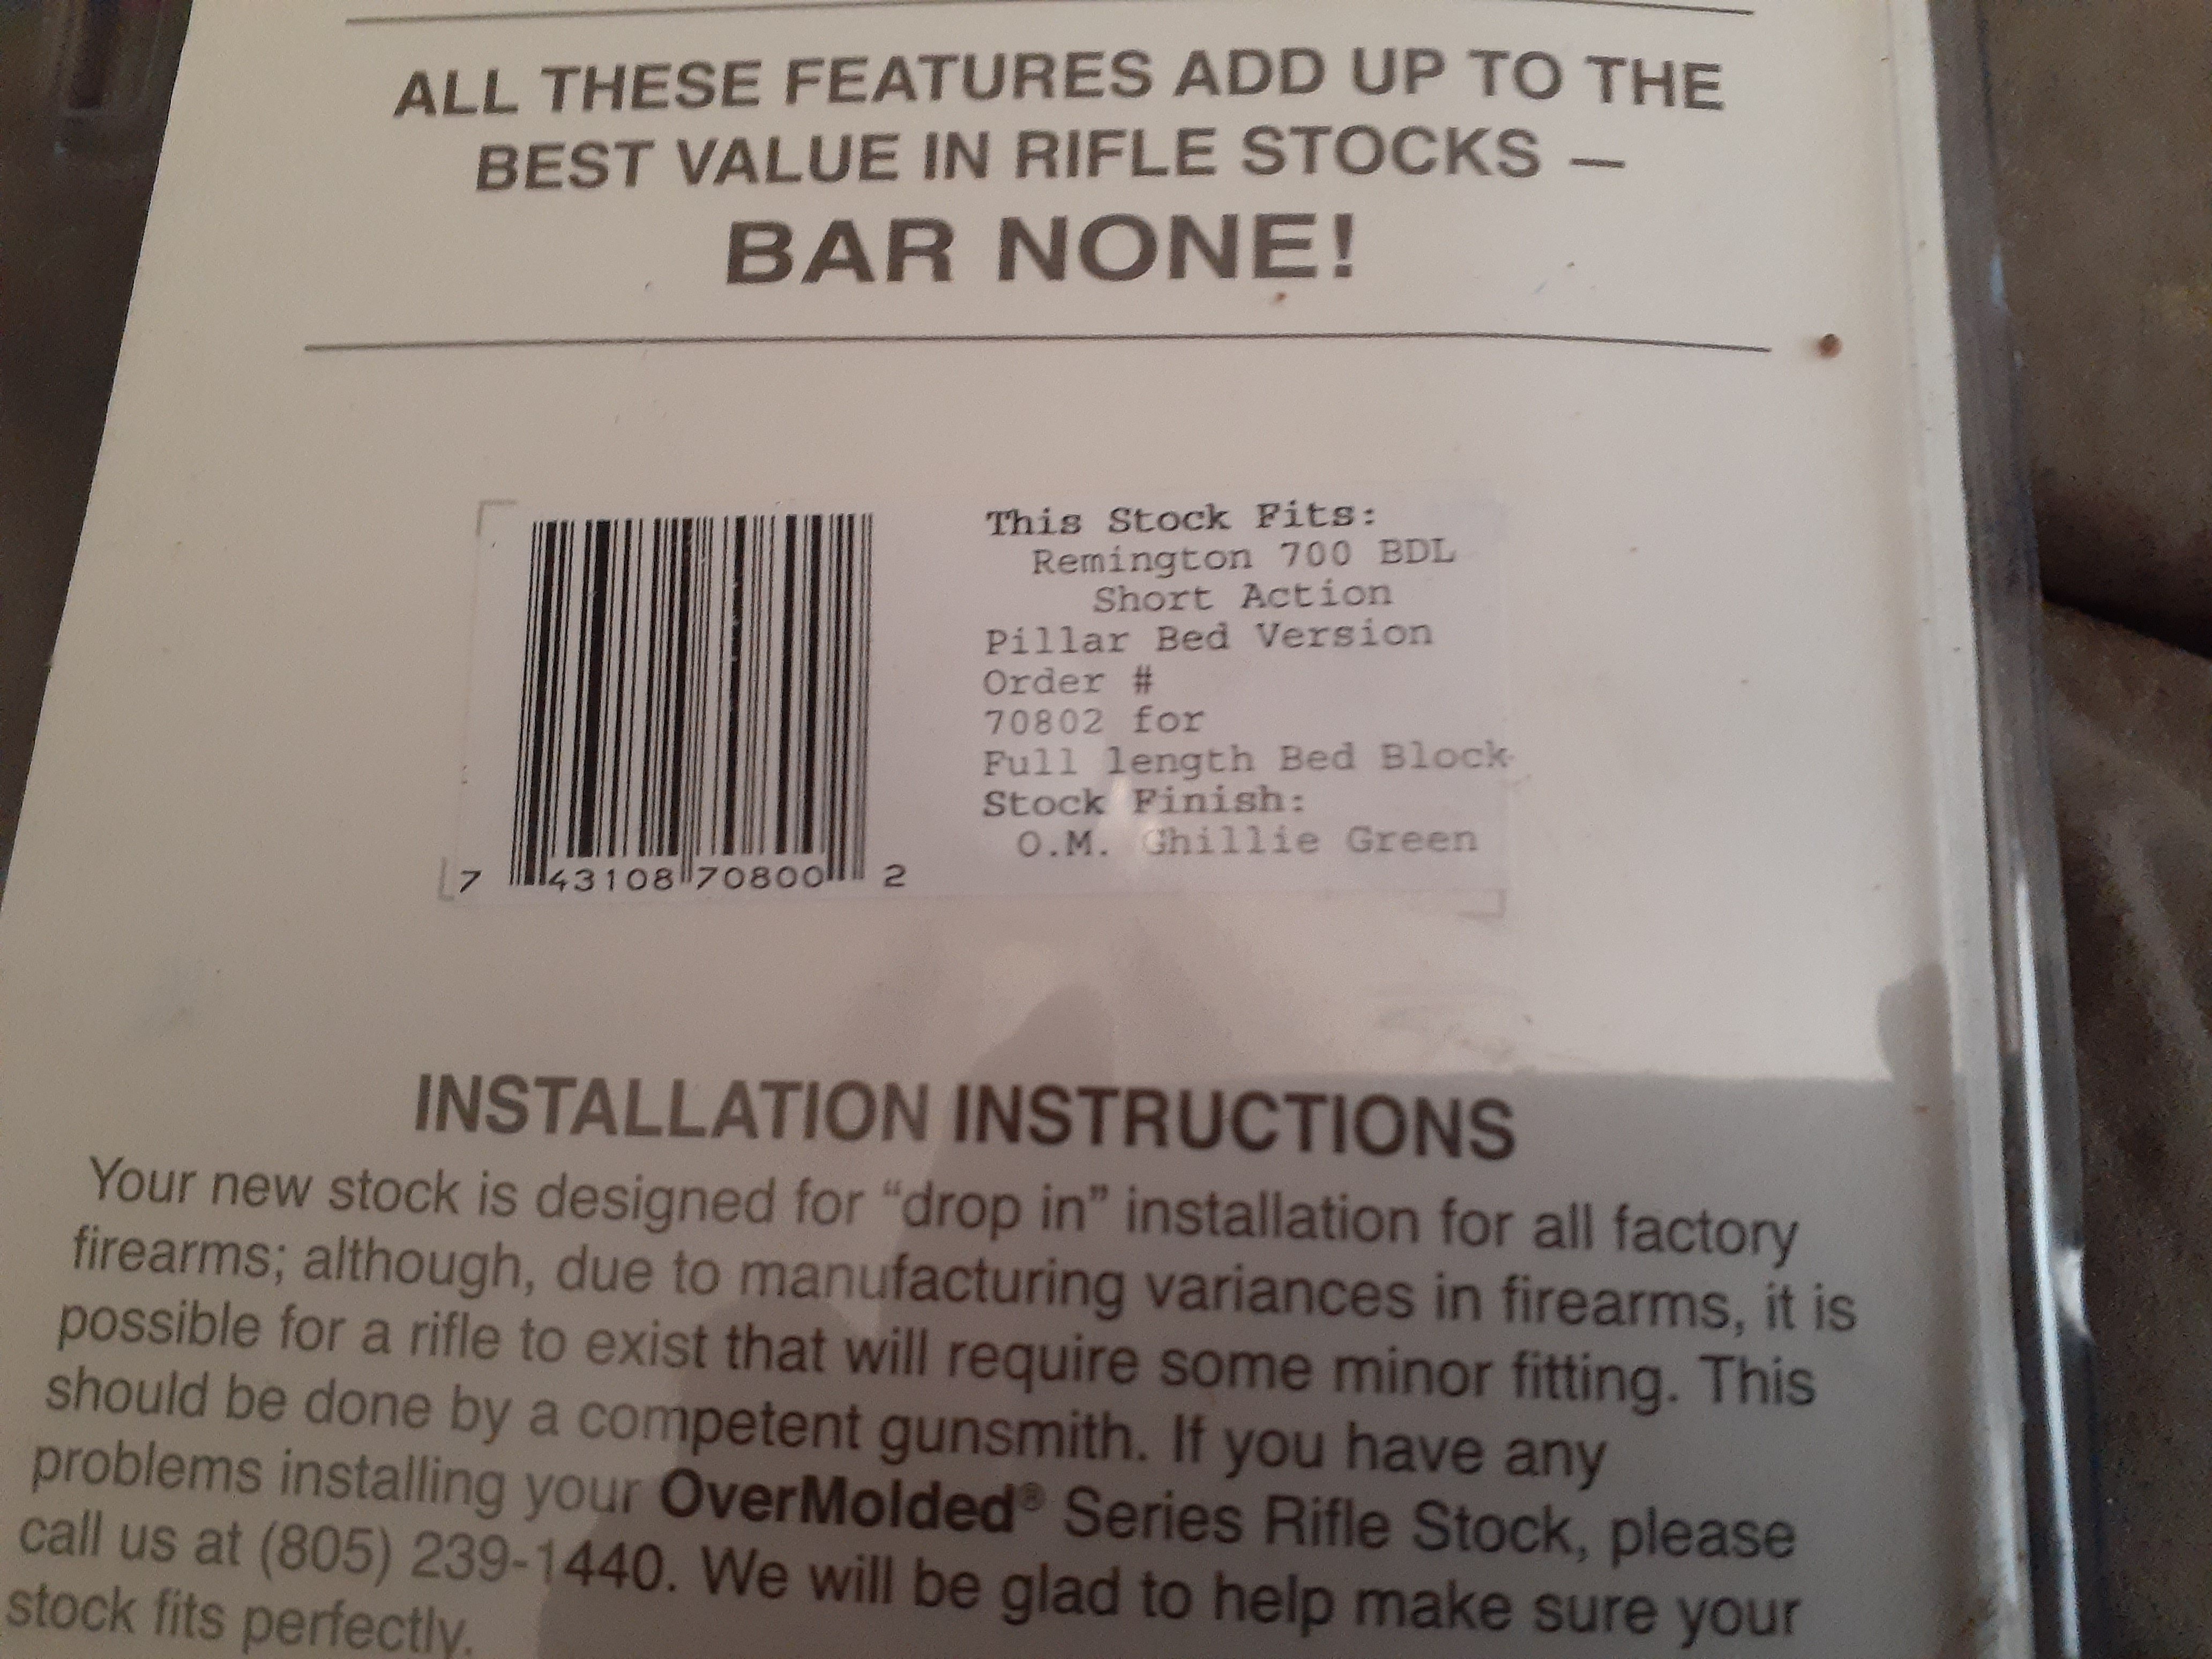 ALL THESE FEATURES ADD UP TO THE
BEST VALUE IN RIFLE STOCKS —
BAR NONE!
This Stock Fits:
Remington 700 BDL
Short Action
Pillar Bed Version
Order #
70802 for
Full length Bed Block
Stock Finish:
O.M. Ghillie Green
7 43108 70800 2
INSTALLATION INSTRUCTIONS
Your new stock is designed for “drop in” installation for all factory
firearms; although, due to manufacturing variances in firearms, it is
possible for a rifle to exist that will require some minor fitting. This
should be done by a competent gunsmith. If you have any
problems installing your OverMolded® Series Rifle Stock, please
call us at (805) 239-1440. We will be glad to help make sure your
stock fits perfectly.